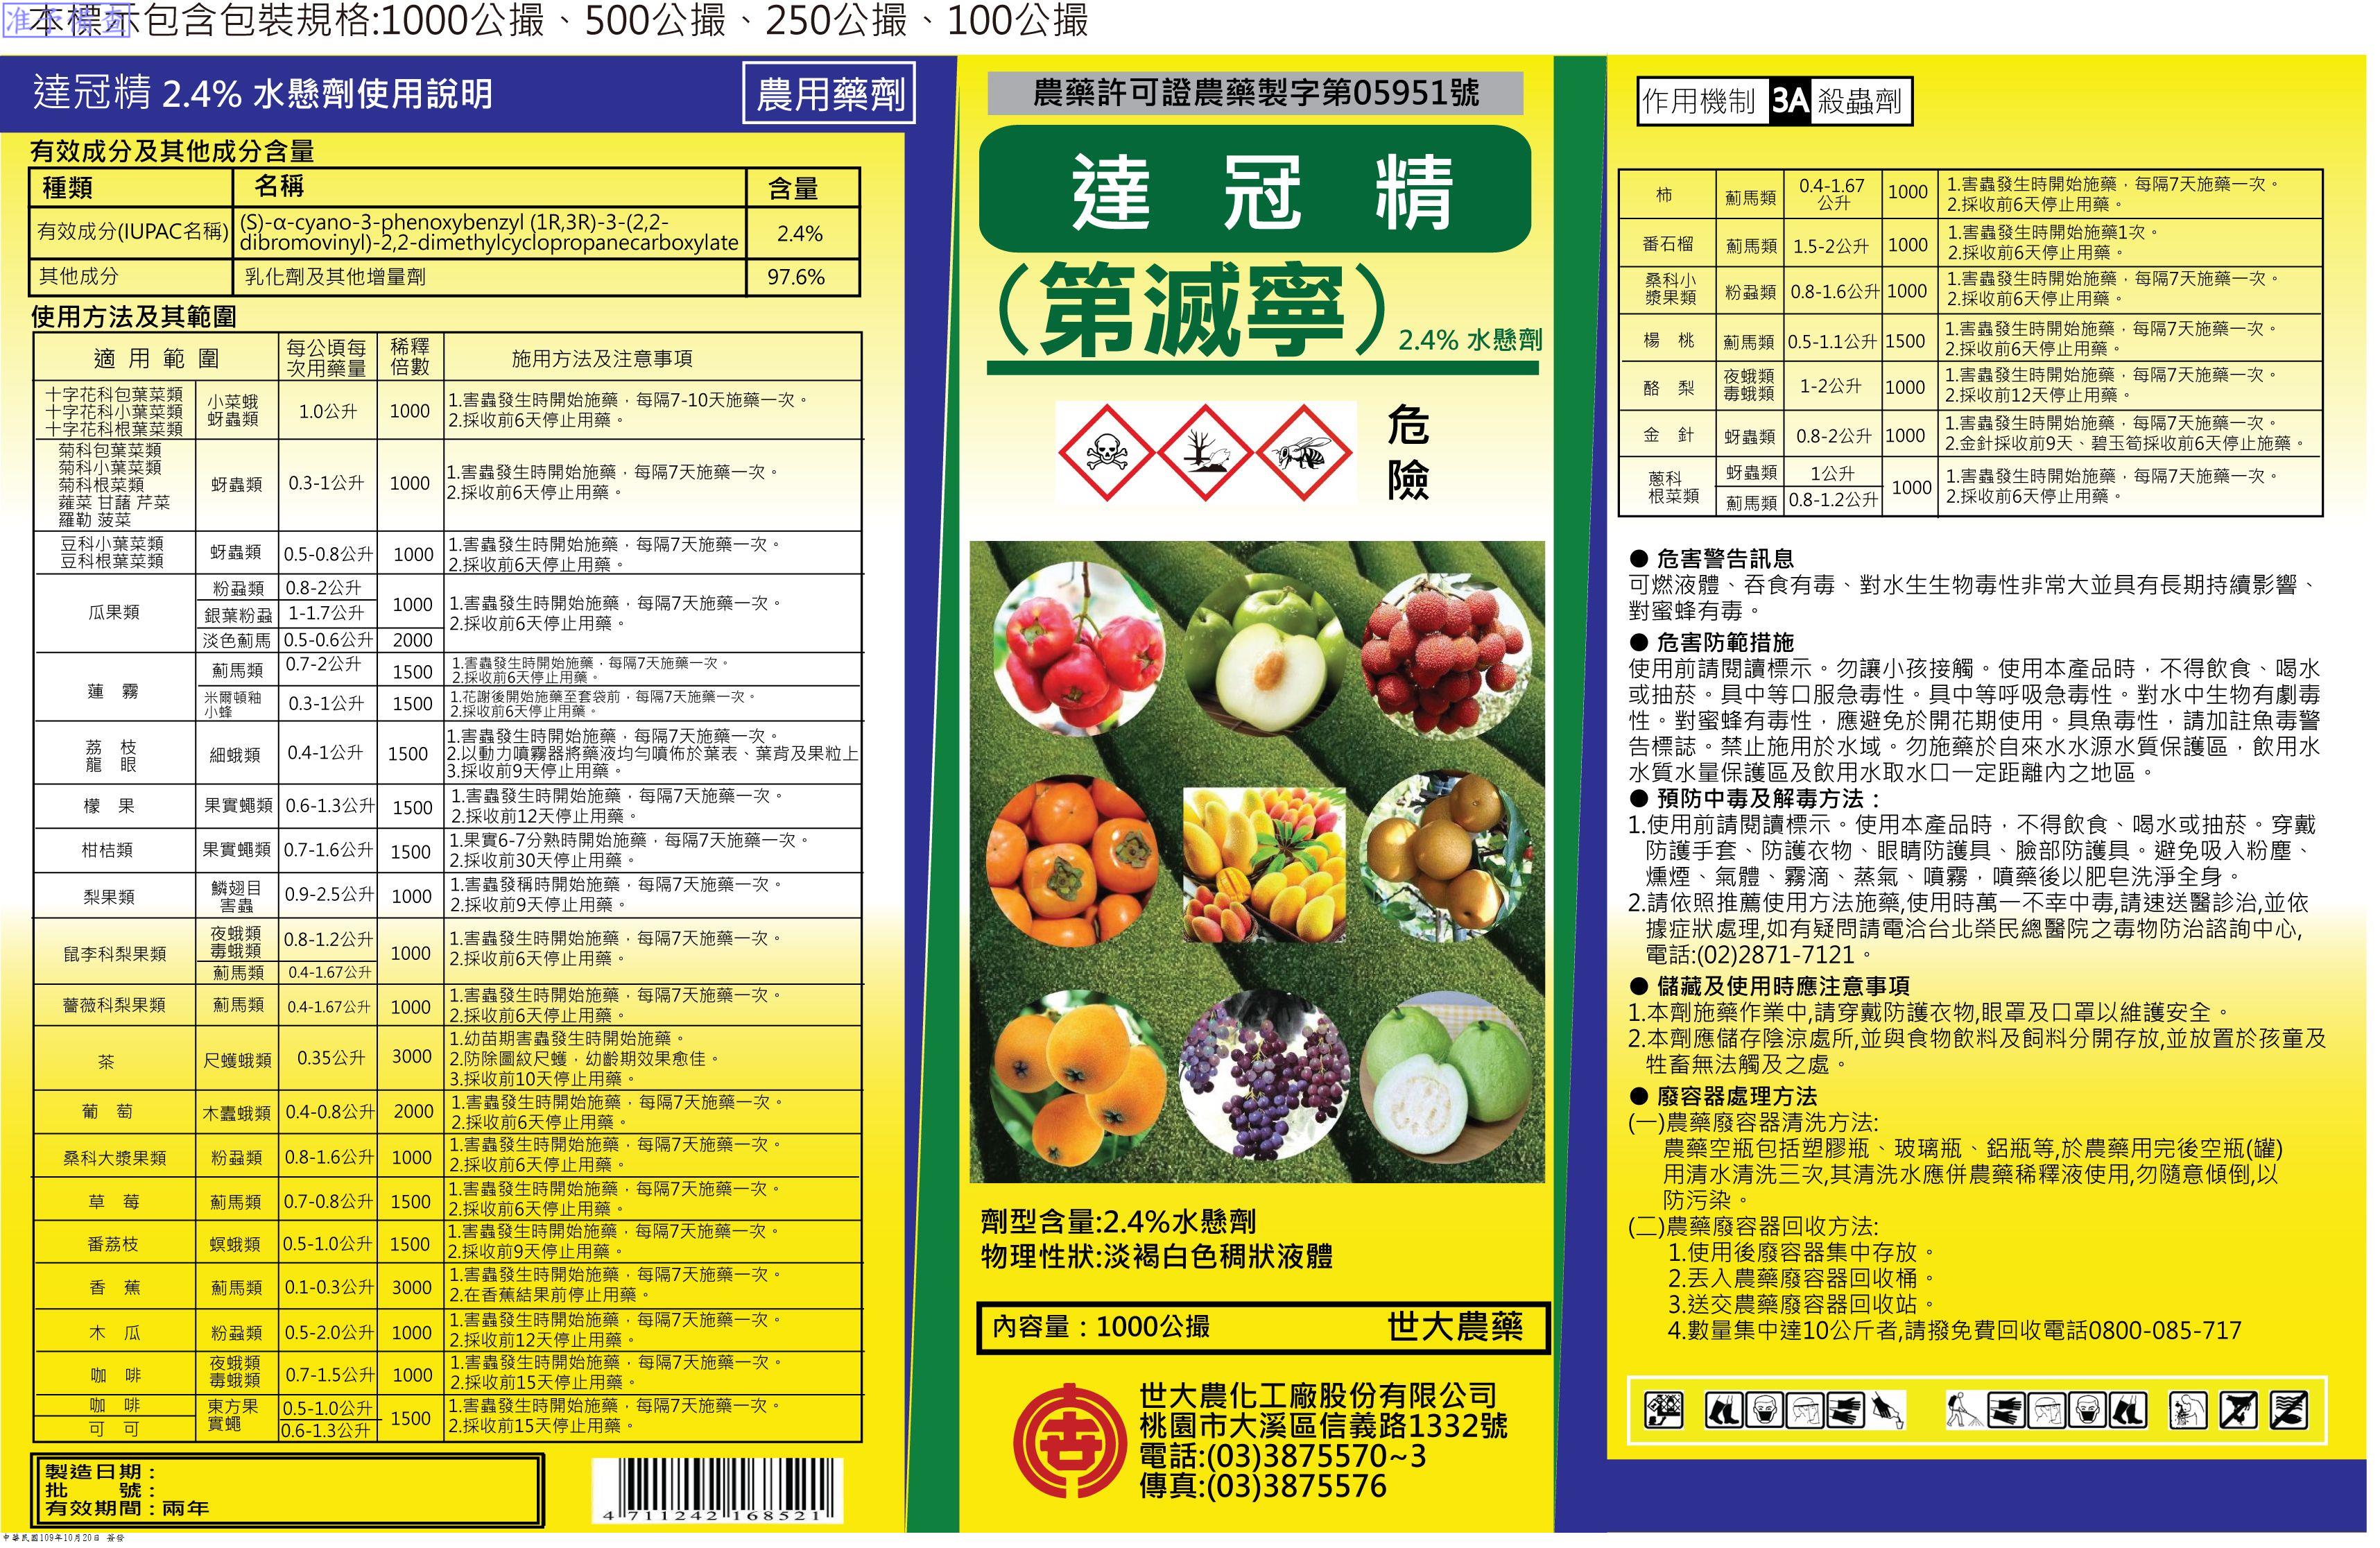 本標示包含包裝規格:1000公撮、500公撮、250公撮、100公撮
達冠精 2.4% 水懸劑使用說明
農用藥劑
有效成分及其他成分含量
種類 名稱 含量
有效成分(IUPAC名稱) (S)-α-cyano-3-phenoxybenzyl (1R,3R)-3-(2,2-
dibromovinyl)-2,2-dimethylcyclopropanecarboxylate 2.4%
其他成分 乳化劑及其他增量劑 97.6%
使用方法及其範圍
適用範圍 每公頃每次用藥量 稀釋倍數 施用方法及注意事項
十字花科包葉菜類
十字花科小葉菜類
十字花科根葉菜類
小菜蛾
蚜蟲類
1.0公升 1000
1.害蟲發生時開始施藥，每隔7-10天施藥一次。
2.採收前6天停止用藥。
菊科包葉菜類
菊科小葉菜類
菊科根菜類
蕹菜 甘藷 芹菜
羅勒 菠菜
蚜蟲類 0.3-1公升 1000
1.害蟲發生時開始施藥，每隔7天施藥一次。
2.採收前6天停止用藥。
豆科小葉菜類
豆科根葉菜類
蚜蟲類 0.5-0.8公升 1000
1.害蟲發生時開始施藥，每隔7天施藥一次。
2.採收前6天停止用藥。
瓜果類
粉蝨類 0.8-2公升
銀葉粉蝨 1-1.7公升
1000
淡色薊馬 0.5-0.6公升 2000
1.害蟲發生時開始施藥，每隔7天施藥一次。
2.採收前6天停止用藥。
蓮霧
薊馬類 0.7-2公升 1500
1.害蟲發生時開始施藥，每隔7天施藥一次。
2.採收前6天停止用藥。
米爾頓釉
小蜂
0.3-1公升 1500
1.花謝後開始施藥至套袋前，每隔7天施藥一次。
2.採收前6天停止用藥。
荔枝
龍眼
細蛾類 0.4-1公升 1500
1.害蟲發生時開始施藥，每隔7天施藥一次。
2.以動力噴霧器將藥液均勻噴佈於葉表、葉背及果粒上
3.採收前9天停止用藥。
檬果 果實蠅類 0.6-1.3公升 1500
1.害蟲發生時開始施藥，每隔7天施藥一次。
2.採收前12天停止用藥。
柑桔類 果實蠅類 0.7-1.6公升 1500
1.果實6-7分熟時開始施藥，每隔7天施藥一次。
2.採收前30天停止用藥。
梨果類
鱗翅目
害蟲
0.9-2.5公升 1000
1.害蟲發稱時開始施藥，每隔7天施藥一次。
2.採收前9天停止用藥。
鼠李科梨果類
夜蛾類
毒蛾類
0.8-1.2公升
薊馬類 0.4-1.67公升
1000
1.害蟲發生時開始施藥，每隔7天施藥一次。
2.採收前6天停止用藥。
薔薇科梨果類 薊馬類 0.4-1.67公升 1000
1.害蟲發生時開始施藥，每隔7天施藥一次。
2.採收前6天停止用藥。
茶 尺蠖蛾類 0.35公升 3000
1.幼苗期害蟲發生時開始施藥。
2.防除圖紋尺蠖，幼齡期效果愈佳。
3.採收前10天停止用藥。
葡萄 木蠹蛾類 0.4-0.8公升 2000
1.害蟲發生時開始施藥，每隔7天施藥一次。
2.採收前6天停止用藥。
桑科大漿果類 粉蝨類 0.8-1.6公升 1000
1.害蟲發生時開始施藥，每隔7天施藥一次。
2.採收前6天停止用藥。
草莓 薊馬類 0.7-0.8公升 1500
1.害蟲發生時開始施藥，每隔7天施藥一次。
2.採收前6天停止用藥。
番荔枝 螟蛾類 0.5-1.0公升 1500
1.害蟲發生時開始施藥，每隔7天施藥一次。
2.採收前9天停止用藥。
香蕉 薊馬類 0.1-0.3公升 3000
1.害蟲發生時開始施藥，每隔7天施藥一次。
2.在香蕉結果前停止用藥。
木瓜 粉蝨類 0.5-2.0公升 1000
1.害蟲發生時開始施藥，每隔7天施藥一次。
2.採收前12天停止用藥。
咖啡
夜蛾類
毒蛾類
0.7-1.5公升 1000
1.害蟲發生時開始施藥，每隔7天施藥一次。
2.採收前15天停止用藥。
咖啡
可可
東方果
實蠅
0.5-1.0公升
0.6-1.3公升
1500
1.害蟲發生時開始施藥，每隔7天施藥一次。
2.採收前15天停止用藥。
製造日期：
批號：
有效期間：兩年
4 711242 168521
中華民國109年10月20日 簽發
農藥許可證農藥製字第05951號
達冠精
（第滅寧）
2.4% 水懸劑
危險
劑型含量:2.4%水懸劑
物理性狀:淡褐白色稠狀液體
內容量：1000公撮 世大農藥
世大農化工廠股份有限公司
桃園市大溪區信義路1332號
電話:(03)3875570~3
傳真:(03)3875576
作用機制 3A 殺蟲劑
柿 薊馬類 0.4-1.67公升 1000
1.害蟲發生時開始施藥，每隔7天施藥一次。
2.採收前6天停止用藥。
番石榴 薊馬類 1.5-2公升 1000
1.害蟲發生時開始施藥1次。
2.採收前6天停止用藥。
桑科小
漿果類
粉蝨類 0.8-1.6公升 1000
1.害蟲發生時開始施藥，每隔7天施藥一次。
2.採收前6天停止用藥。
楊桃 薊馬類 0.5-1.1公升 1500
1.害蟲發生時開始施藥，每隔7天施藥一次。
2.採收前6天停止用藥。
酪梨
夜蛾類
毒蛾類
1-2公升 1000
1.害蟲發生時開始施藥，每隔7天施藥一次。
2.採收前12天停止用藥。
金針 蚜蟲類 0.8-2公升 1000
1.害蟲發生時開始施藥，每隔7天施藥一次。
2.金針採收前9天、碧玉筍採收前6天停止施藥。
蔥科
根菜類
蚜蟲類 1公升
薊馬類 0.8-1.2公升
1000
1.害蟲發生時開始施藥，每隔7天施藥一次。
2.採收前6天停止用藥。
● 危害警告訊息
可燃液體、吞食有毒、對水生生物毒性非常大並具有長期持續影響、
對蜜蜂有毒。
● 危害防範措施
使用前請閱讀標示。勿讓小孩接觸。使用本產品時，不得飲食、喝水
或抽菸。具中等口服急毒性。具中等呼吸急毒性。對水中生物有劇毒
性。對蜜蜂有毒性，應避免於開花期使用。具魚毒性，請加註魚毒警
告標誌。禁止施用於水域。勿施藥於自來水水源水質保護區，飲用水
水質水量保護區及飲用水取水口一定距離內之地區。
● 預防中毒及解毒方法：
1.使用前請閱讀標示。使用本產品時，不得飲食、喝水或抽菸。穿戴
防護手套、防護衣物、眼睛防護具、臉部防護具。避免吸入粉塵、
燻煙、氣體、霧滴、蒸氣、噴霧，噴藥後以肥皂洗淨全身。
2.請依照推薦使用方法施藥,使用時萬一不幸中毒,請速送醫診治,並依
據症狀處理,如有疑問請電洽台北榮民總醫院之毒物防治諮詢中心,
電話:(02)2871-7121。
● 儲藏及使用時應注意事項
1.本劑施藥作業中,請穿戴防護衣物,眼罩及口罩以維護安全。
2.本劑應儲存陰涼處所,並與食物飲料及飼料分開存放,並放置於孩童及
牲畜無法觸及之處。
● 廢容器處理方法
(一)農藥廢容器清洗方法:
農藥空瓶包括塑膠瓶、玻璃瓶、鋁瓶等,於農藥用完後空瓶(罐)
用清水清洗三次,其清洗水應併農藥稀釋液使用,勿隨意傾倒,以
防污染。
(二)農藥廢容器回收方法:
1.使用後廢容器集中存放。
2.丟入農藥廢容器回收桶。
3.送交農藥廢容器回收站。
4.數量集中達10公斤者,請撥免費回收電話0800-085-717